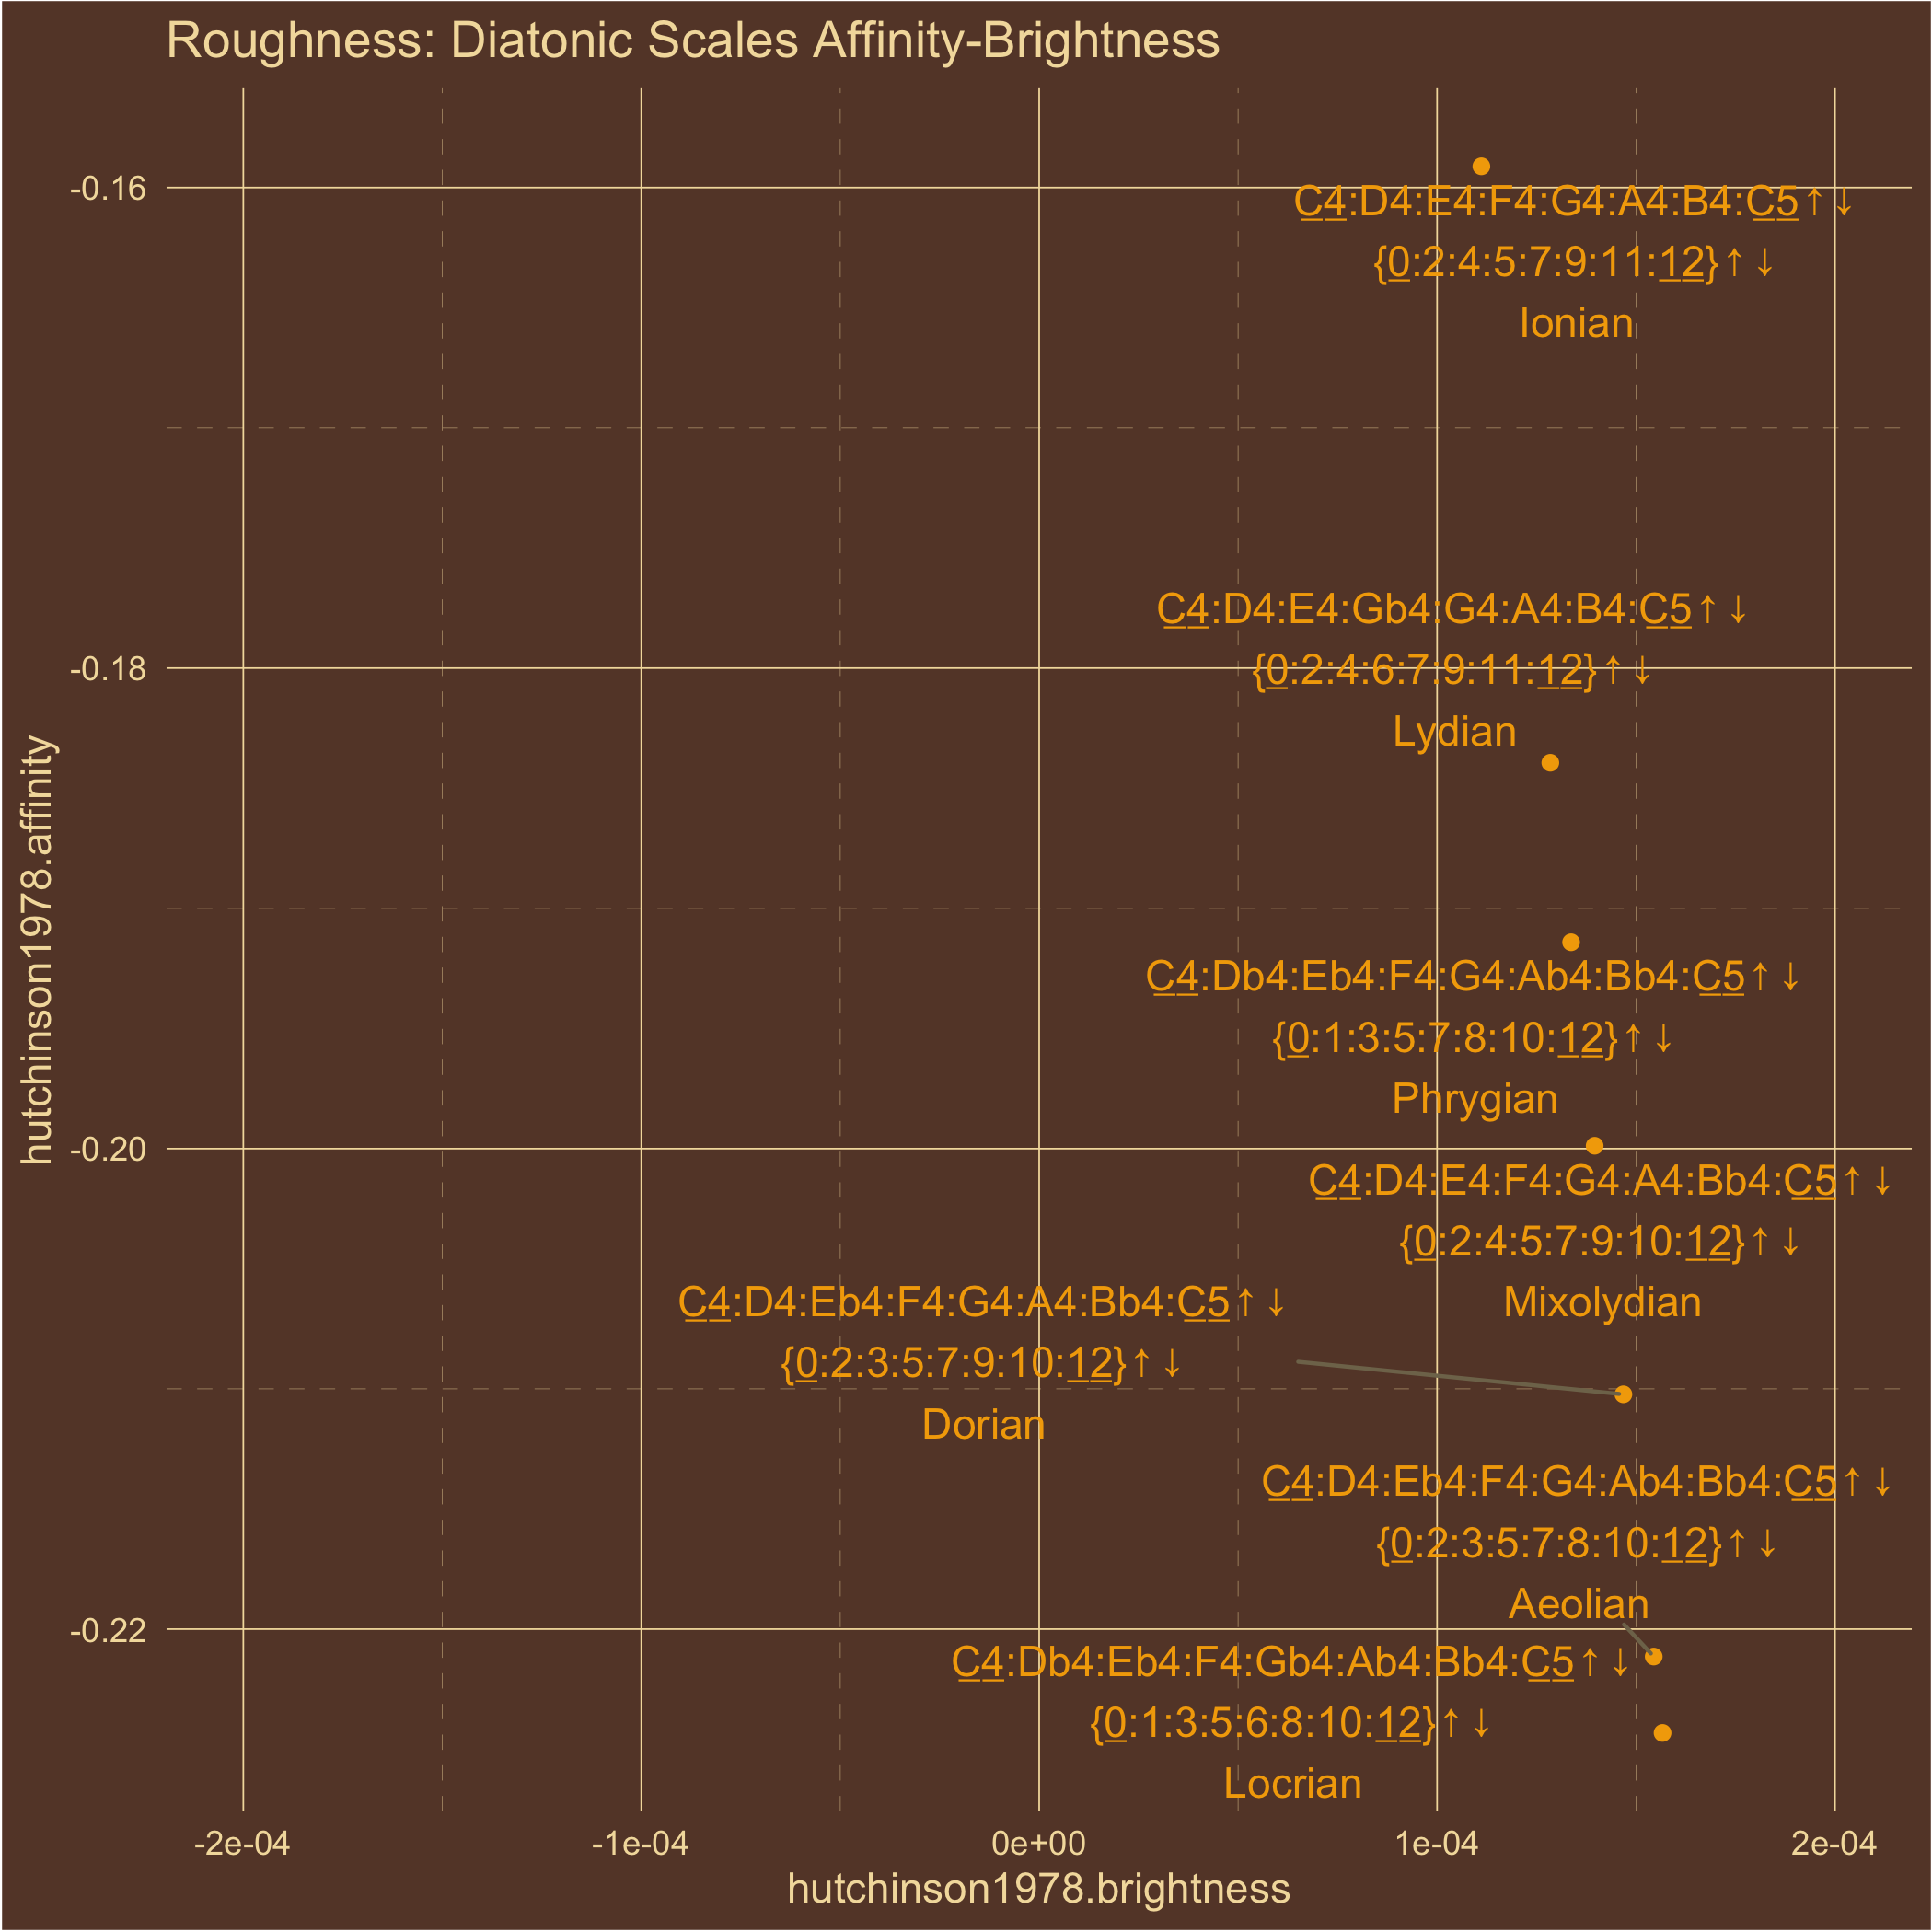 Roughness: Diatonic Scales Affinity-Brightness
hutchinson1978.affinity
-0.16
-0.18
-0.20
-0.22
C4:D4:E4:F4:G4:A4:B4:C5↑↓
{0:2:4:5:7:9:11:12}↑↓
Ionian
C4:D4:E4:Gb4:G4:A4:B4:C5↑↓
{0:2:4:6:7:9:11:12}↑↓
Lydian
C4:Db4:Eb4:F4:G4:Ab4:Bb4:C5↑↓
{0:1:3:5:7:8:10:12}↑↓
Phrygian
C4:D4:E4:F4:G4:A4:Bb4:C5↑↓
{0:2:4:5:7:9:10:12}↑↓
Mixolydian
C4:D4:Eb4:F4:G4:A4:Bb4:C5↑↓
{0:2:3:5:7:9:10:12}↑↓
Dorian
C4:D4:Eb4:F4:G4:Ab4:Bb4:C5↑↓
{0:2:3:5:7:8:10:12}↑↓
Aeolian
C4:Db4:Eb4:F4:Gb4:Ab4:Bb4:C5↑↓
{0:1:3:5:6:8:10:12}↑↓
Locrian
-2e-04
-1e-04
0e+00
1e-04
2e-04
hutchinson1978.brightness